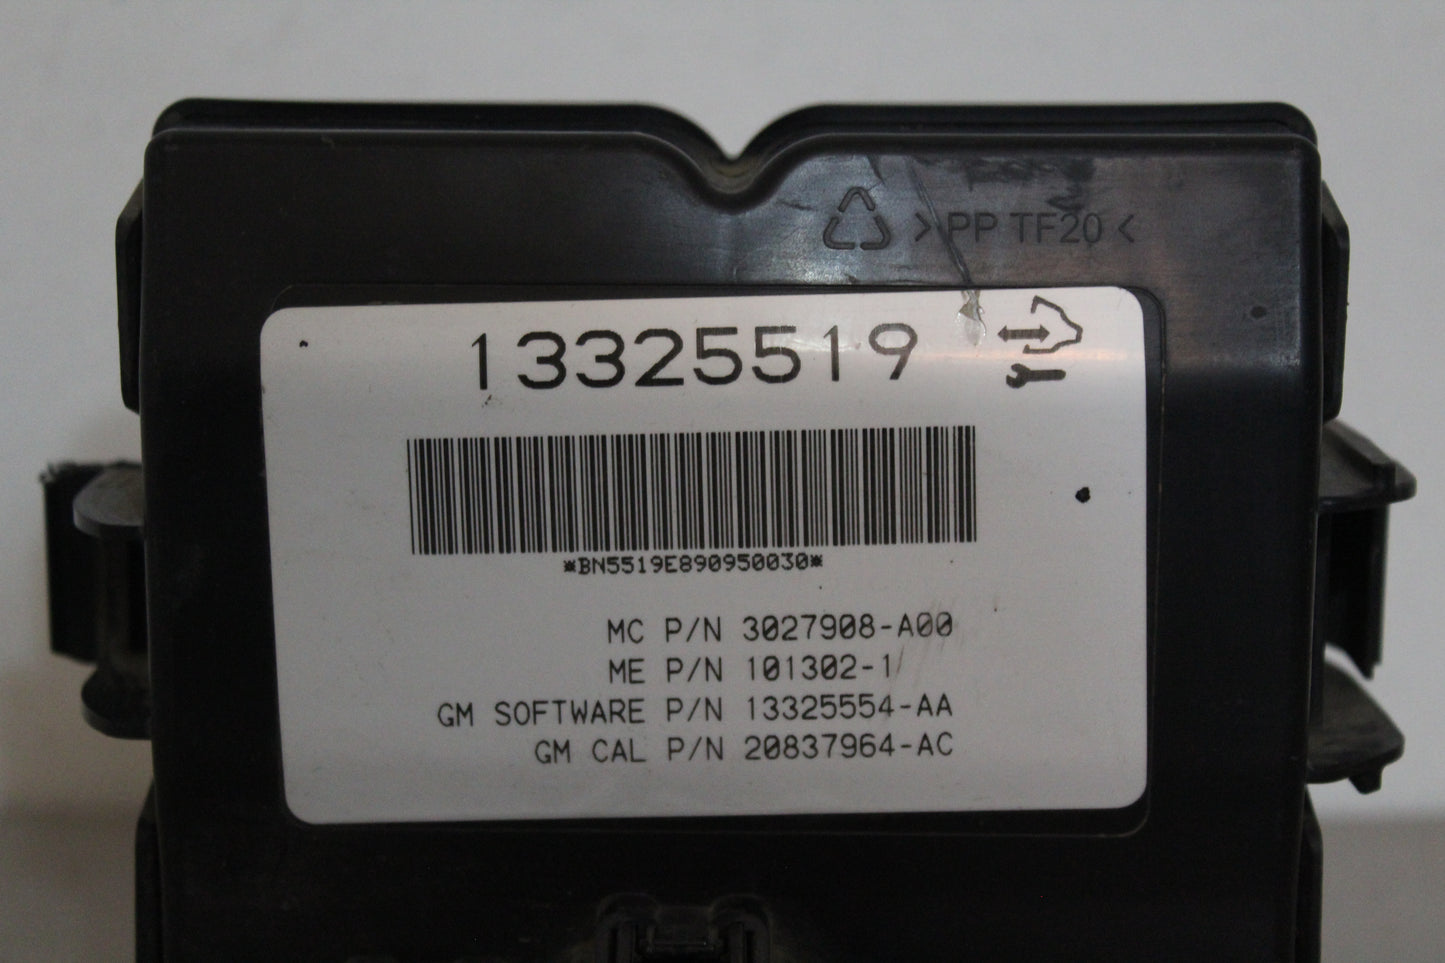 >PP TF20<
13325519
*BN5519E890950030*
MC P/N 3027908-A00
ME P/N 101302-1
GM SOFTWARE P/N 13325554-AA
GM CAL P/N 20837964-AC